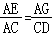 AE/AC = AG/CD